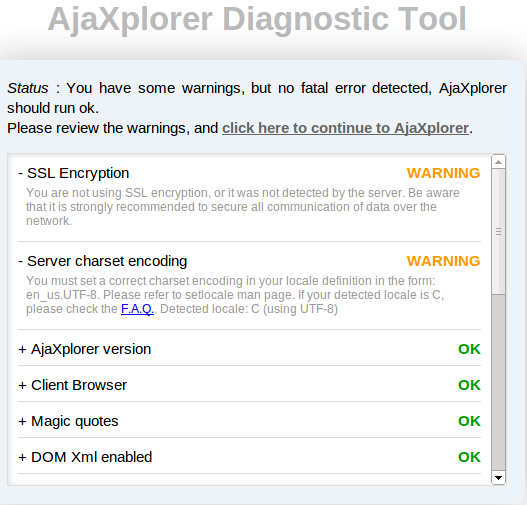 AjaXplorer Diagnostic Tool
Status : You have some warnings, but no fatal error detected, AjaXplorer
should run ok.
Please review the warnings, and click here to continue to AjaXplorer.
- SSL Encryption WARNING
You are not using SSL encryption, or it was not detected by the server. Be aware
that it is strongly recommended to secure all communication of data over the
network.
- Server charset encoding WARNING
You must set a correct charset encoding in your locale definition in the form:
en_us.UTF-8. Please refer to setlocale man page. If your detected locale is C,
please check the F.A.Q.. Detected locale: C (using UTF-8)
+ AjaXplorer version OK
+ Client Browser OK
+ Magic quotes OK
+ DOM Xml enabled OK